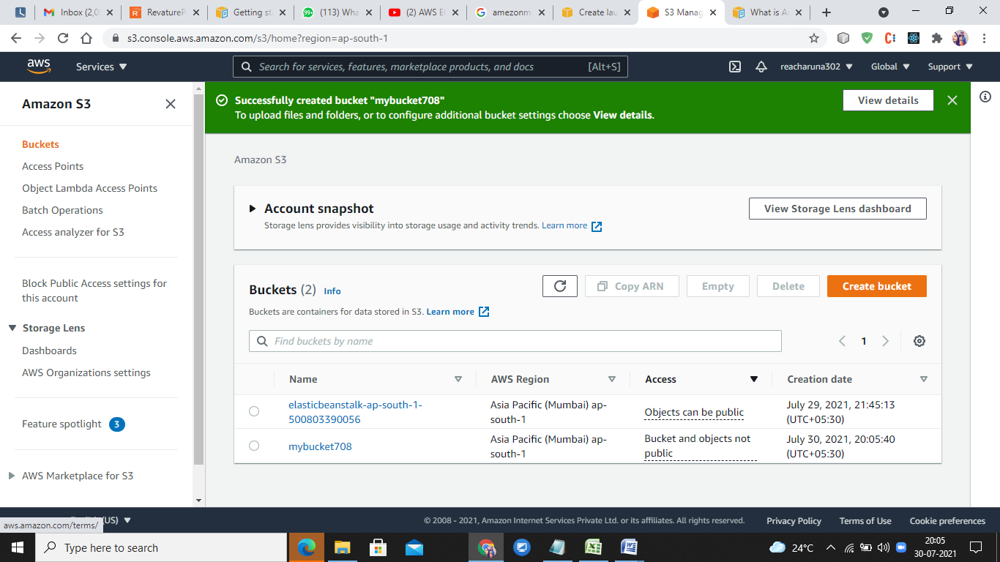 Inbox (2,0
RevatureP
Getting st
(113) Wha
(2) AWS E
amezonm
Create lau
S3 Manag
What is A
s3.console.aws.amazon.com/s3/home?region=ap-south-1
aws
Services
Search for services, features, marketplace products, and docs
[Alt+S]
reacharuna302
Global
Support
Amazon S3
Buckets
Access Points
Object Lambda Access Points
Batch Operations
Access analyzer for S3
Block Public Access settings for
this account
Storage Lens
Dashboards
AWS Organizations settings
Feature spotlight 3
AWS Marketplace for S3
Successfully created bucket "mybucket708"
To upload files and folders, or to configure additional bucket settings choose View details.
View details
Amazon S3
Account snapshot
Storage lens provides visibility into storage usage and activity trends. Learn more
View Storage Lens dashboard
Buckets (2) Info
Copy ARN
Empty
Delete
Create bucket
Buckets are containers for data stored in S3. Learn more
Find buckets by name
1
Name
AWS Region
Access
Creation date
elasticbeanstalk-ap-south-1-
500803390056
Asia Pacific (Mumbai) ap-
south-1
Objects can be public
July 29, 2021, 21:45:13
(UTC+05:30)
mybucket708
Asia Pacific (Mumbai) ap-
south-1
Bucket and objects not
public
July 30, 2021, 20:05:40
(UTC+05:30)
(US)
aws.amazon.com/terms/
© 2008 - 2021, Amazon Internet Services Private Ltd. or its affiliates. All rights reserved.
Privacy Policy
Terms of Use
Cookie preferences
Type here to search
24°C
20:05
30-07-2021